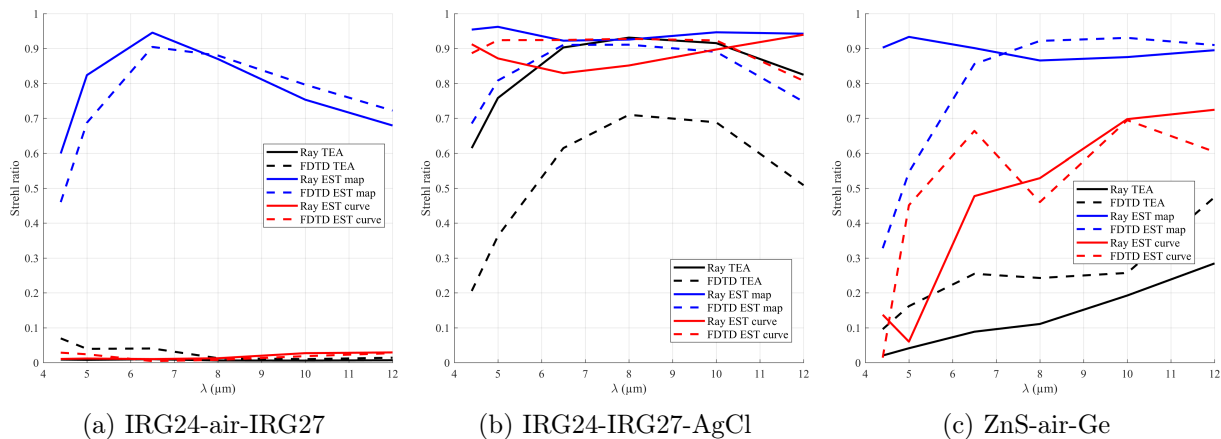 1
0.9
0.8
0.7
0.6
0.5
0.4
0.3
0.2
0.1
0
Strehl ratio
4 5 6 7 8 9 10 11 12
λ (µm)
Ray TEA
FDTD TEA
Ray EST map
FDTD EST map
Ray EST curve
FDTD EST curve
(a) IRG24-air-IRG27
1
0.9
0.8
0.7
0.6
0.5
0.4
0.3
0.2
0.1
0
Strehl ratio
4 5 6 7 8 9 10 11 12
λ (µm)
Ray TEA
FDTD TEA
Ray EST map
FDTD EST map
Ray EST curve
FDTD EST curve
(b) IRG24-IRG27-AgCl
1
0.9
0.8
0.7
0.6
0.5
0.4
0.3
0.2
0.1
0
Strehl ratio
4 5 6 7 8 9 10 11 12
λ (µm)
Ray TEA
FDTD TEA
Ray EST map
FDTD EST map
Ray EST curve
FDTD EST curve
(c) ZnS-air-Ge